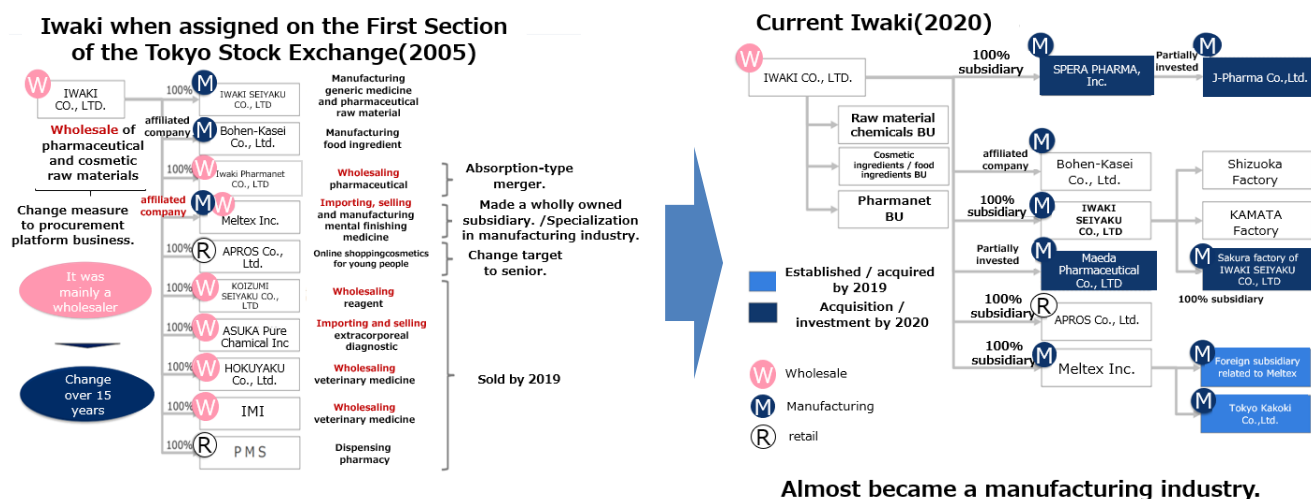 Iwaki when assigned on the First Section
of the Tokyo Stock Exchange(2005)
W
IWAKI
CO., LTD.
Wholesale of
pharmaceutical
and cosmetic
raw materials
Change measure
to procurement
platform business.
It was
mainly a
wholesaler
Change
over 15
years
100%
M
IWAKI SEIYAKU
CO., LTD
Manufacturing
generic medicine
and pharmaceutical
raw material
affiliated
company
M
Bohen-Kasei
Co., Ltd.
Manufacturing
food ingredient
100%
W
Iwaki Pharmanet
CO., LTD
Wholesaling
pharmaceutical
Absorption-type
merger.
affiliated
company
M
W
Meltex Inc.
Importing, selling
and manufacturing
mental finishing
medicine
Made a wholly owned
subsidiary. /Specialization
in manufacturing industry.
100%
R
APROS Co.,
Ltd.
Online shoppingcosmetics
for young people
Change target
to senior.
100%
W
KOIZUMI
SEIYAKU CO.,
LTD
Wholesaling
reagent
100%
W
ASUKA Pure
Chamical Inc
Importing and selling
extracorporeal
diagnostic
100%
W
HOKUYAKU
Co., Ltd.
Wholesaling
veterinary medicine
100%
W
IMI
Wholesaling
veterinary medicine
100%
R
PMS
Dispensing
pharmacy
Sold by 2019
Current Iwaki(2020)
W
IWAKI CO., LTD.
Raw material
chemicals BU
Cosmetic
ingredients / food
ingredients BU
Pharmanet
BU
100%
subsidiary
M
SPERA PHARMA,
Inc.
Partially
invested
M
J-Pharma Co.,Ltd.
affiliated
company
M
Bohen-Kasei
Co., Ltd.
100%
subsidiary
M
IWAKI
SEIYAKU
CO., LTD
Shizuoka
Factory
KAMATA
Factory
M
Sakura factory of
IWAKI SEIYAKU
CO., LTD
100% subsidiary
Partially
invested
M
Maeda
Pharmaceutical
Co., LTD
100%
subsidiary
R
APROS Co., Ltd.
100%
subsidiary
M
Meltex Inc.
M
Foreign subsidiary
related to Meltex
M
Tokyo Kakoki
Co.,Ltd.
Established / acquired
by 2019
Acquisition /
investment by 2020
W
Wholesale
M
Manufacturing
R
retail
Almost became a manufacturing industry.